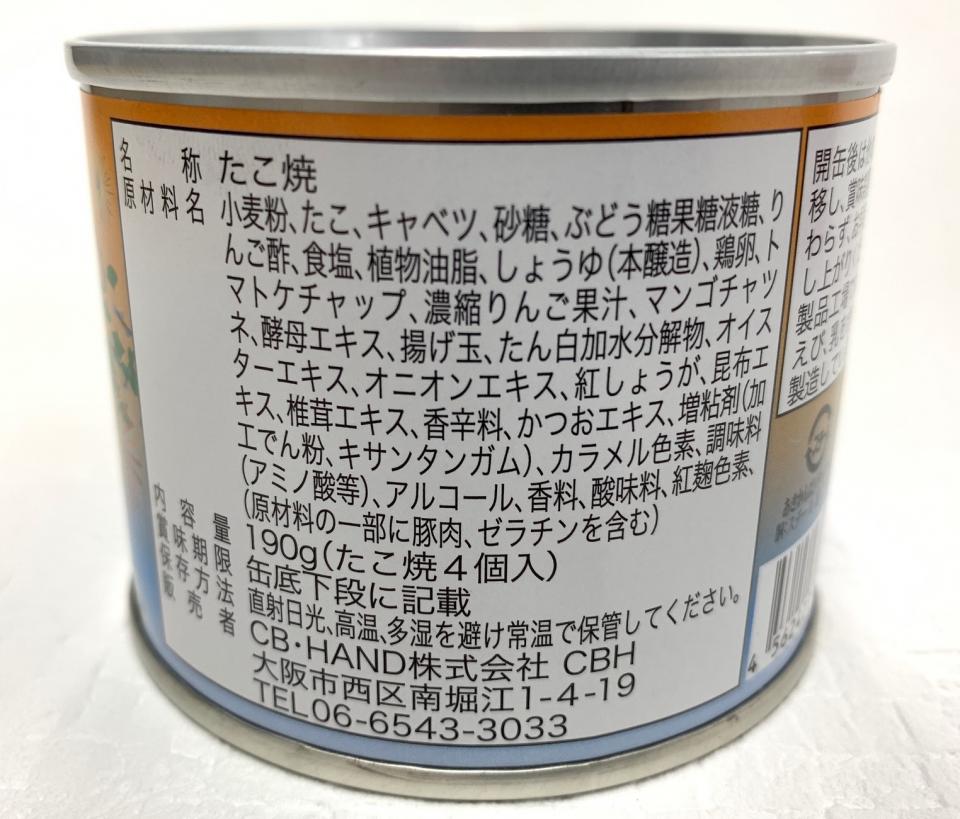 名称 たこ焼
原材料名 小麦粉、たこ、キャベツ、砂糖、ぶどう糖果糖液糖、り
んご酢、食塩、植物油脂、しょうゆ(本醸造)、鶏卵、ト
マトケチャップ、濃縮りんご果汁、マンゴチャツ
ネ、酵母エキス、揚げ玉、たん白加水分解物、オイス
ターエキス、オニオンエキス、紅しょうが、昆布エ
キス、椎茸エキス、香辛料、かつおエキス、増粘剤(加
工でん粉、キサンタンガム)、カラメル色素、調味料
(アミノ酸等)、アルコール、香料、酸味料、紅麹色素、
(原材料の一部に豚肉、ゼラチンを含む)
内容量 190g(たこ焼4個入)
賞味期限 缶底下段に記載
保存方法 直射日光、高温、多湿を避け常温で保管してください。
販売者 CB・HAND株式会社 CBH
大阪市西区南堀江1-4-19
TEL06-6543-3033
開缶後は
移し、賞味
わらず、お
し上がりく
製品工場
えび、乳
製造して